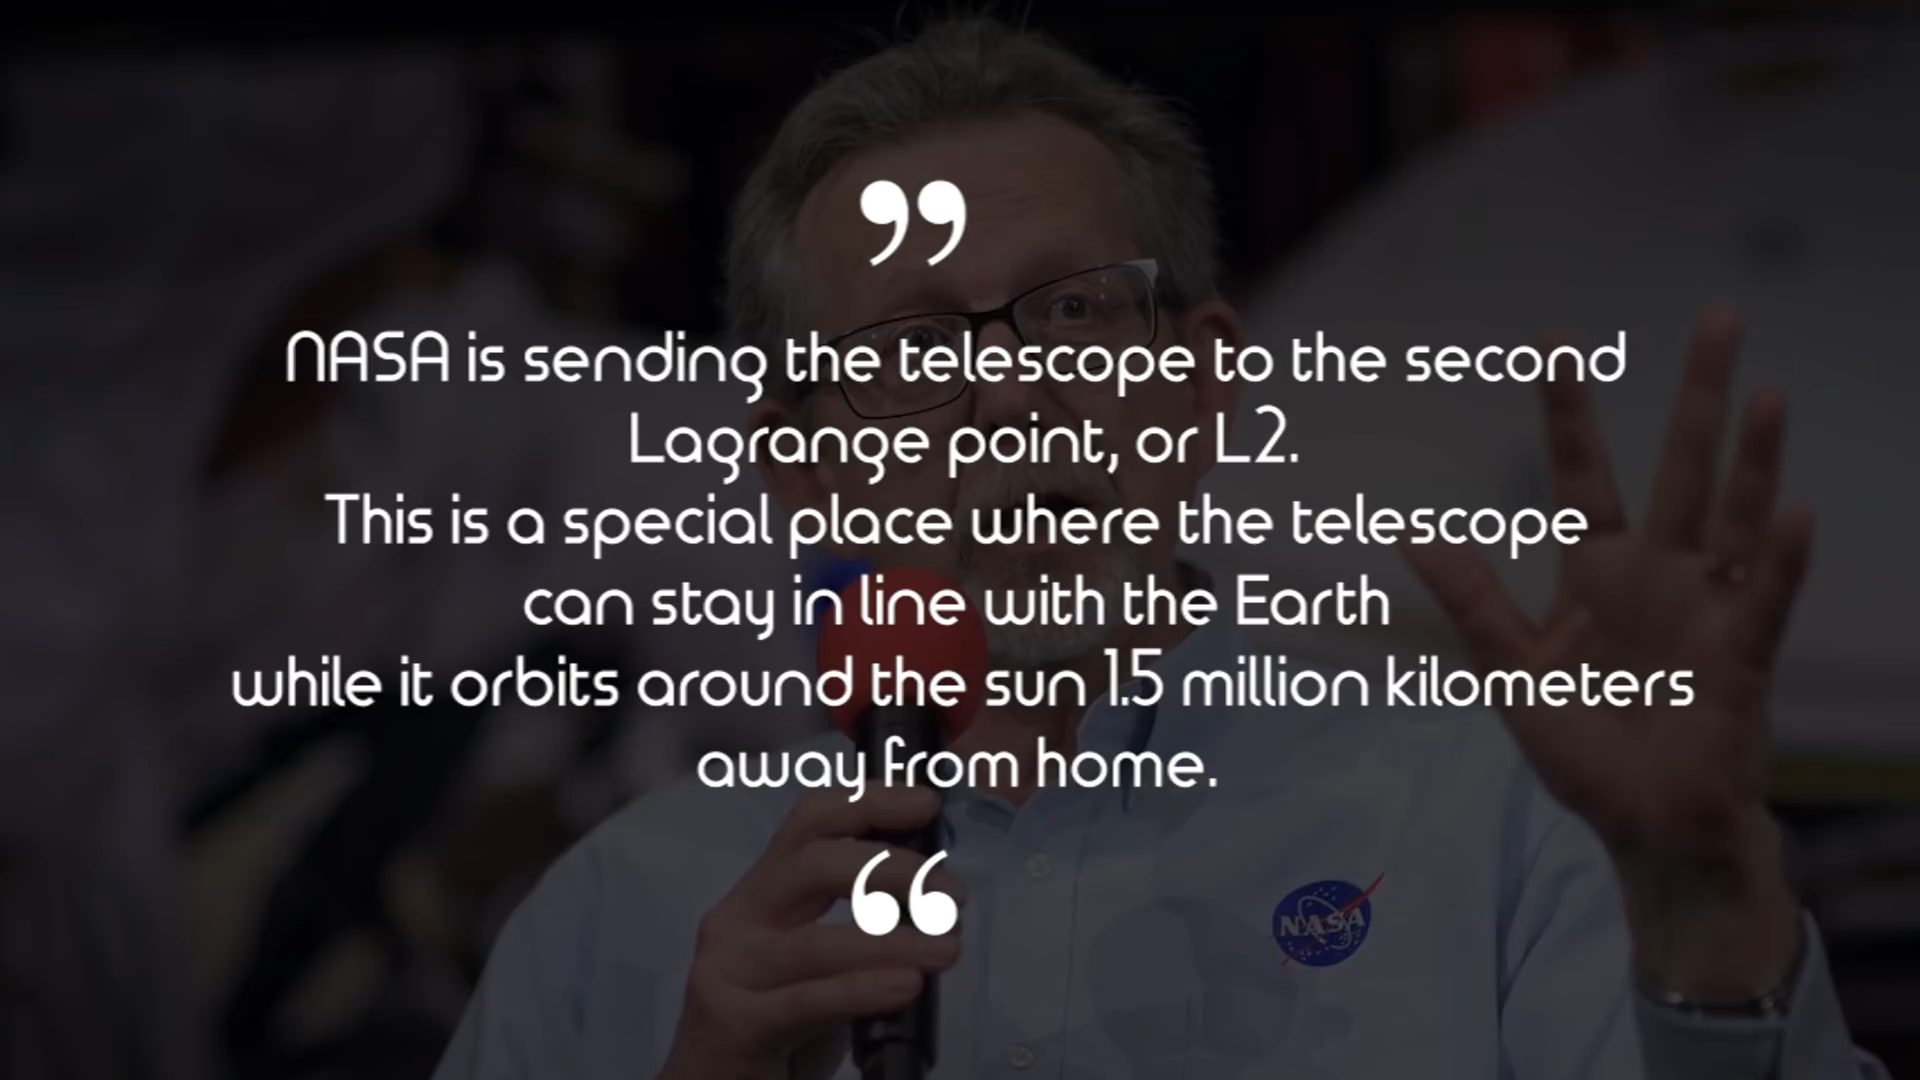 ”
NASA is sending the telescope to the second
Lagrange point, or L2.
This is a special place where the telescope
can stay in line with the Earth
while it orbits around the sun 1.5 million kilometers
away from home.
“
NASA